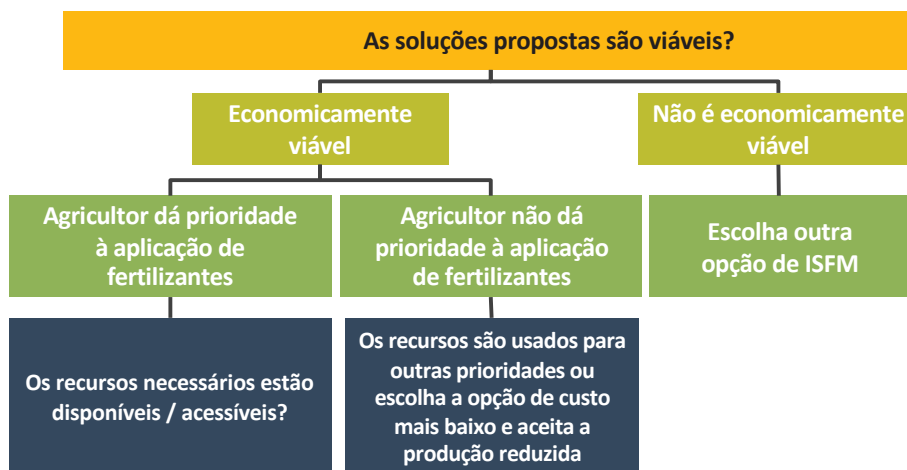 As soluções propostas são viáveis?
Economicamente
viável
Não é economicamente
viável
Agricultor dá prioridade
à aplicação de
fertilizantes
Agricultor não dá
prioridade à aplicação
de fertilizantes
Escolha outra
opção de ISFM
Os recursos necessários estão
disponíveis / acessíveis?
Os recursos são usados para
outras prioridades ou
escolha a opção de custo
mais baixo e aceita a
produção reduzida